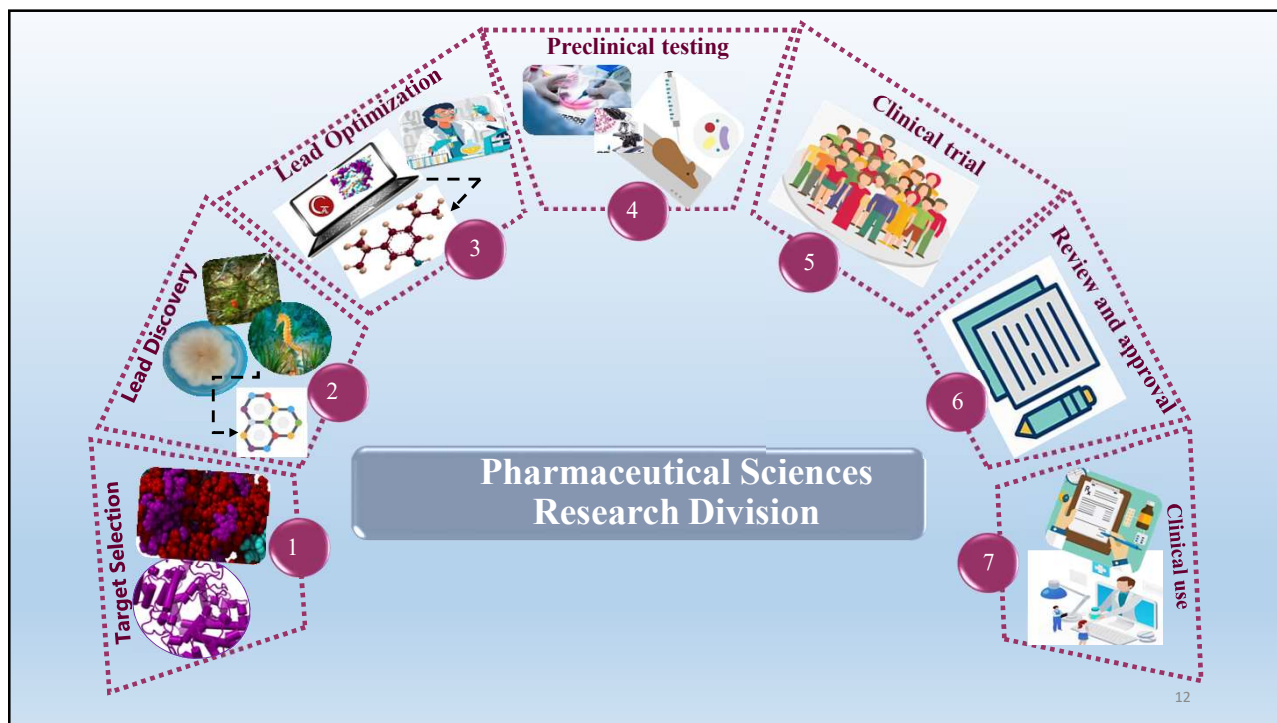 Preclinical testing
Lead Optimization
Clinical trial
4
3
5
Lead Discovery
Review and approval
2
6
Pharmaceutical Sciences
Research Division
Target Selection
Clinical use
1
7
12